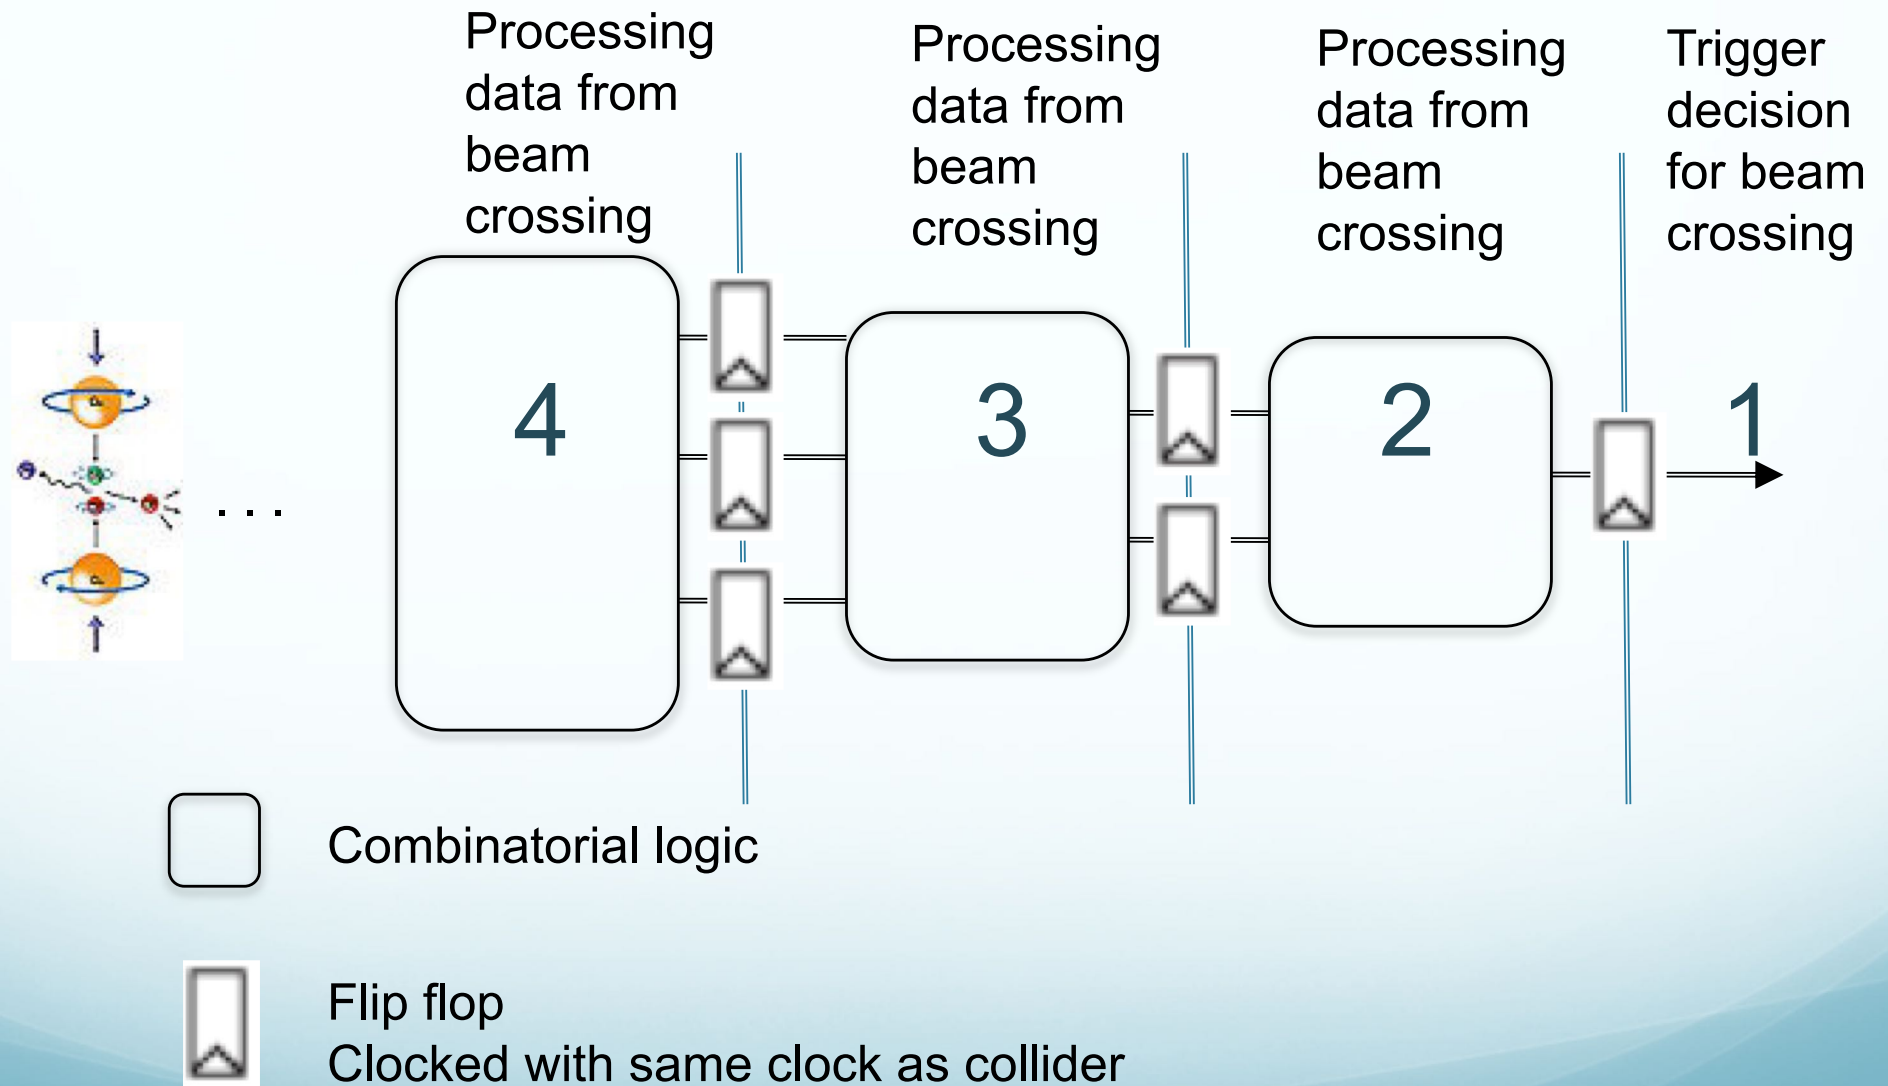 Processing
data from
beam
crossing
Processing
data from
beam
crossing
Processing
data from
beam
crossing
Trigger
decision
for beam
crossing
4
3
2
1
. . .
Combinatorial logic
Flip flop
Clocked with same clock as collider